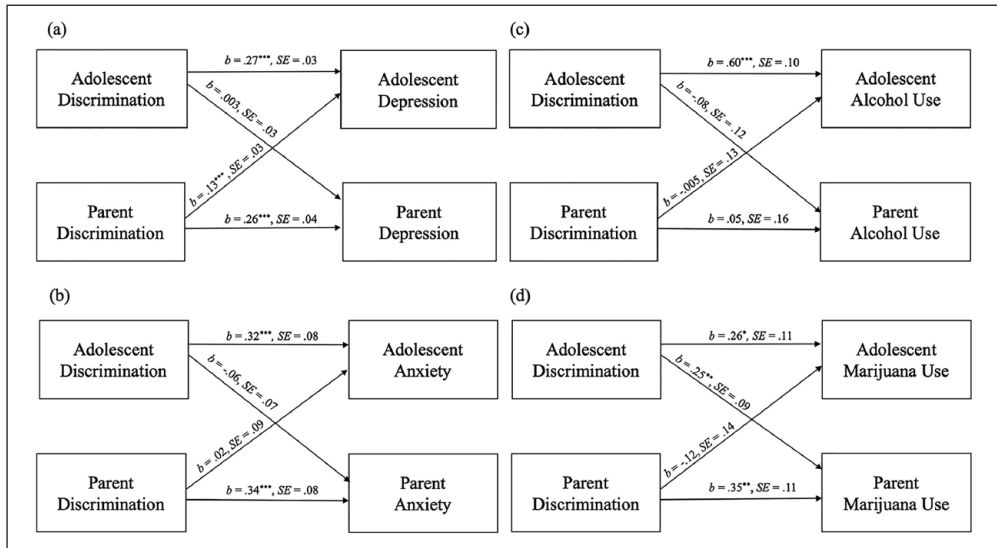 (a)
Adolescent
Discrimination
b = .27***, SE = .03
Adolescent
Depression
b = .003, SE = .03
b = .13***, SE = .03
Parent
Discrimination
b = .26***, SE = .04
Parent
Depression
(c)
Adolescent
Discrimination
b = .60***, SE = .10
Adolescent
Alcohol Use
b = -.08, SE = .12
b = -.005, SE = .13
Parent
Discrimination
b = .05, SE = .16
Parent
Alcohol Use
(b)
Adolescent
Discrimination
b = .32***, SE = .08
Adolescent
Anxiety
b = -.06, SE = .07
b = .02, SE = .09
Parent
Discrimination
b = .34***, SE = .08
Parent
Anxiety
(d)
Adolescent
Discrimination
b = .26*, SE = .11
Adolescent
Marijuana Use
b = .25**, SE = .09
b = -.12, SE = .14
Parent
Discrimination
b = .35**, SE = .11
Parent
Marijuana Use